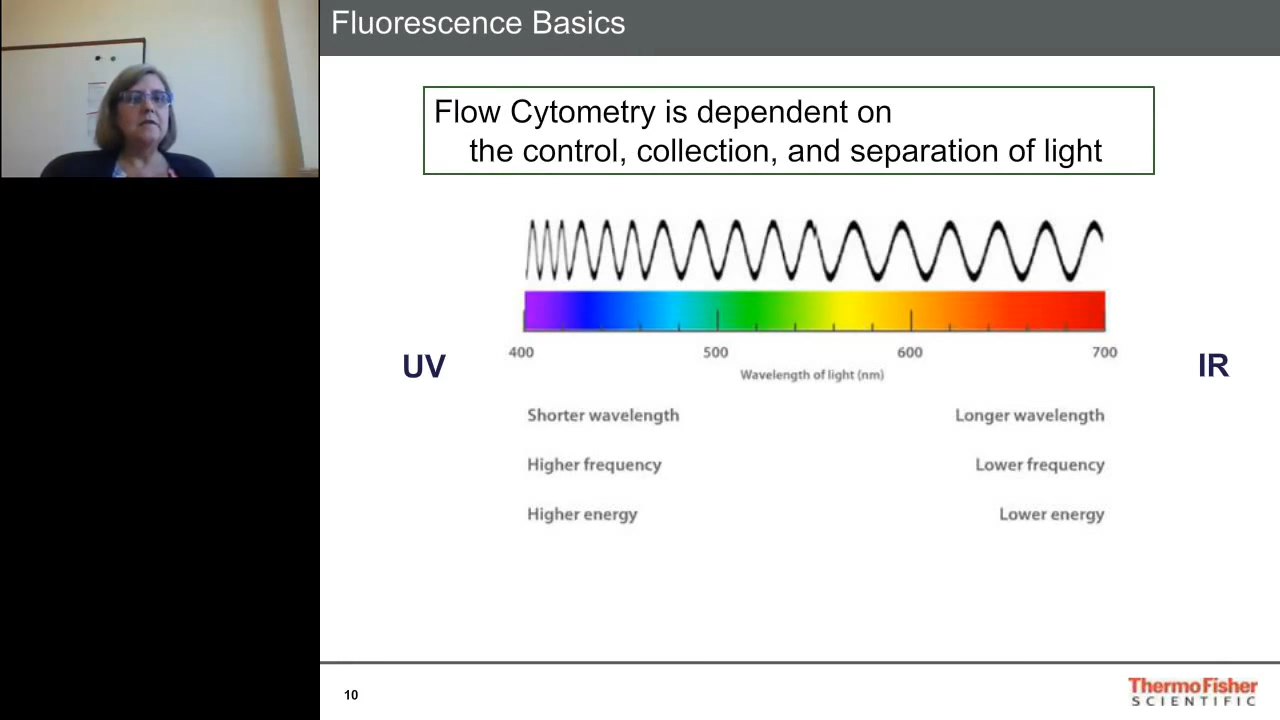 Fluorescence Basics
Flow Cytometry is dependent on
the control, collection, and separation of light
400 500 600 700
UV IR
Wavelength of light (nm)
Shorter wavelength Longer wavelength
Higher frequency Lower frequency
Higher energy Lower energy
10
ThermoFisher
SCIENTIFIC